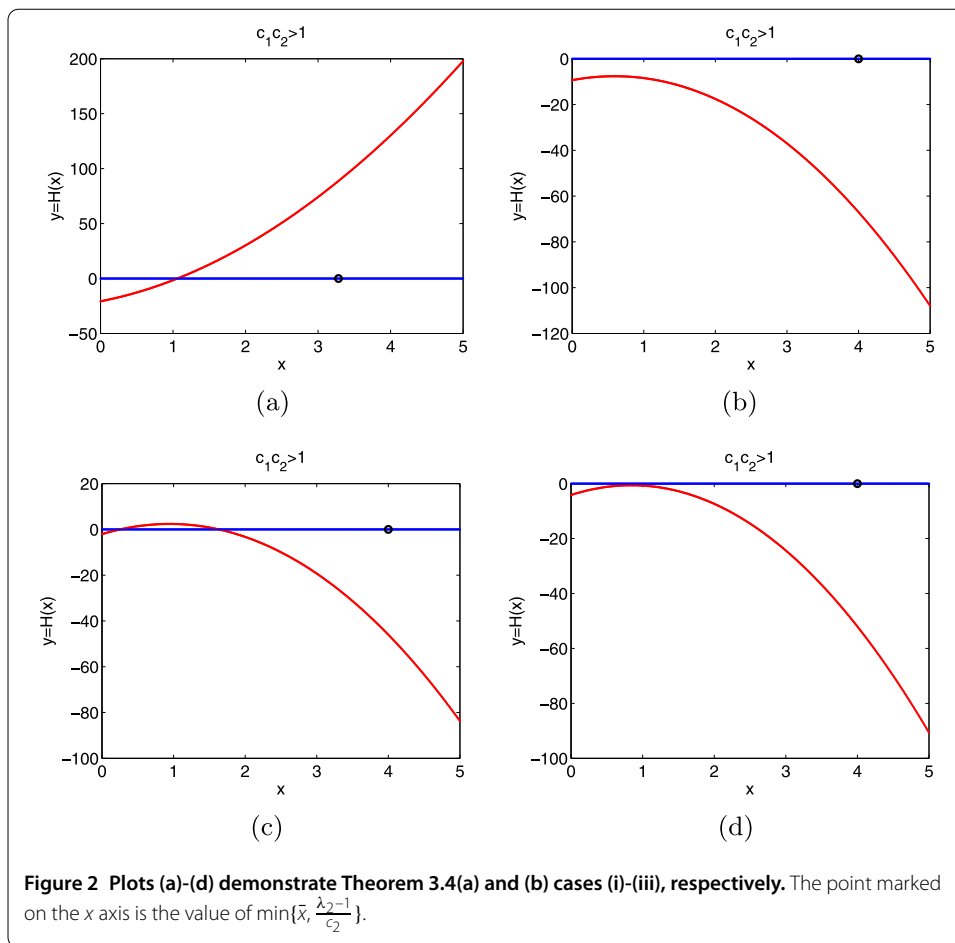 c₁c₂>1
200
150
100
50
0
−50
y=H(x)
0 1 2 3 4 5
x
(a)
c₁c₂>1
0
−20
−40
−60
−80
−100
−120
y=H(x)
0 1 2 3 4 5
x
(b)
c₁c₂>1
20
0
−20
−40
−60
−80
−100
y=H(x)
0 1 2 3 4 5
x
(c)
c₁c₂>1
0
−20
−40
−60
−80
−100
y=H(x)
0 1 2 3 4 5
x
(d)
Figure 2 Plots (a)-(d) demonstrate Theorem 3.4(a) and (b) cases (i)-(iii), respectively. The point marked
on the x axis is the value of min{x̄, (λ₂−1)/c₂}.